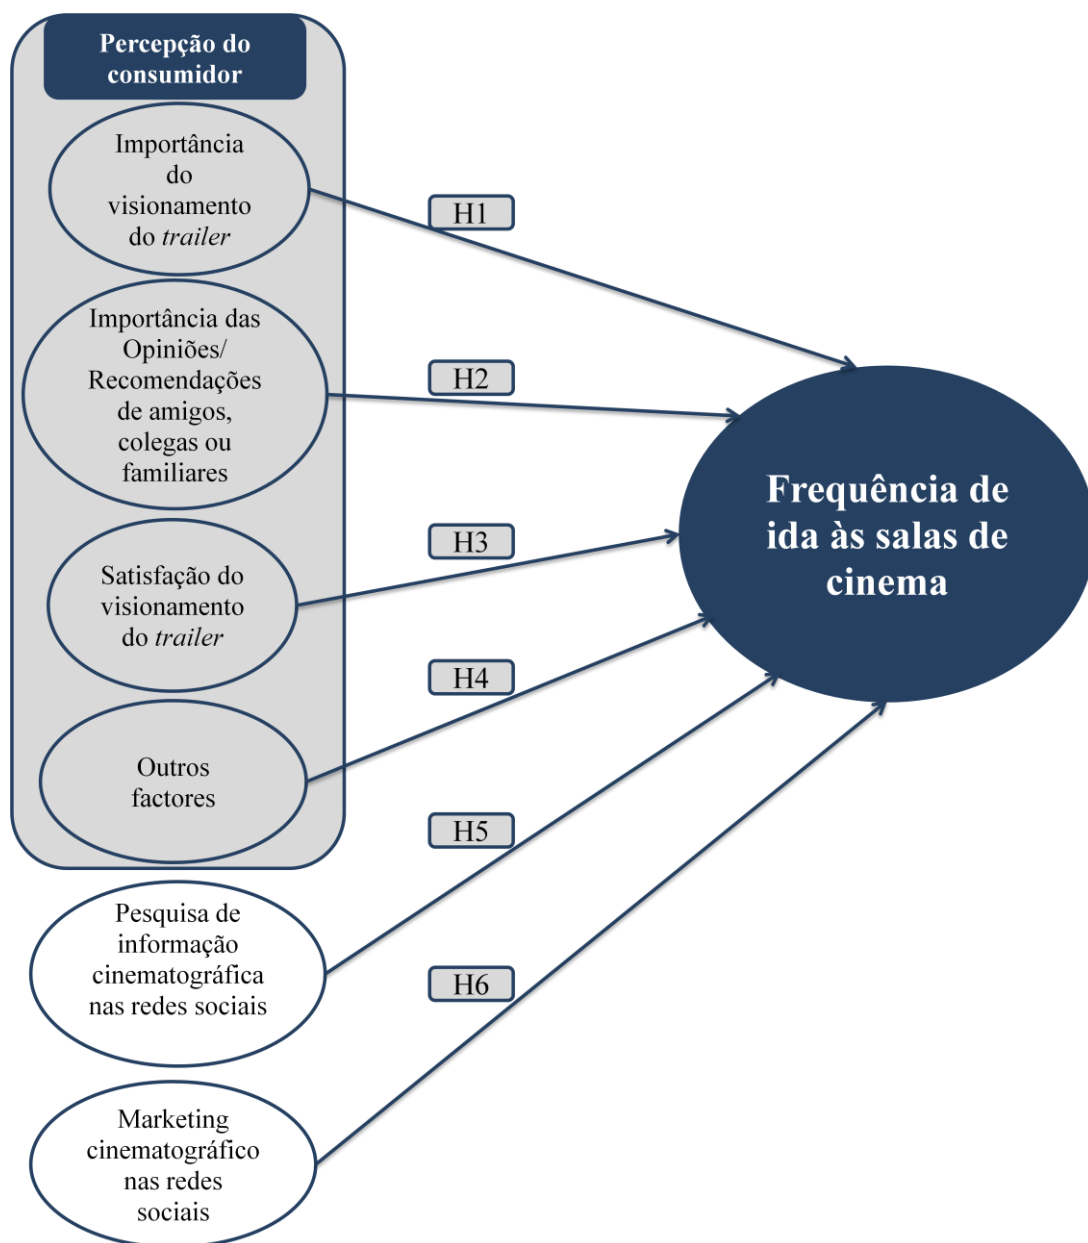 Percepção do
consumidor
Importância
do
visionamento
do trailer
H1
Importância das
Opiniões/
Recomendações
de amigos,
colegas ou
familiares
H2
Frequência de
ida às salas de
cinema
Satisfação do
visionamento
do trailer
H3
H4
Outros
factores
H5
Pesquisa de
informação
cinematográfica
nas redes sociais
H6
Marketing
cinematográfico
nas redes
sociais